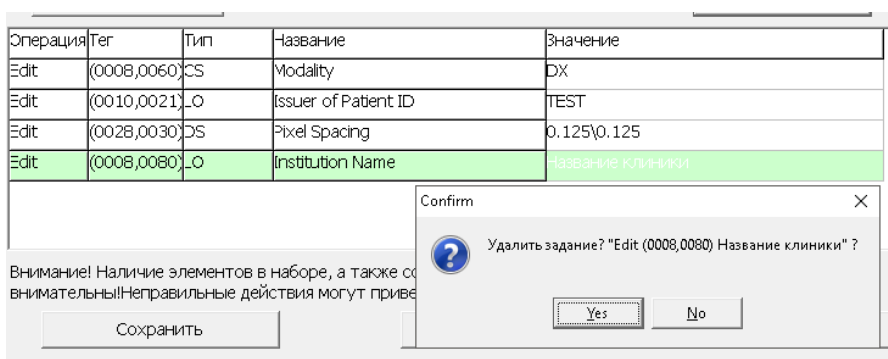 Операция Тег Тип Название Значение
Edit (0008,0060) CS Modality DX
Edit (0010,0021) LO Issuer of Patient ID TEST
Edit (0028,0030) DS Pixel Spacing 0.125\0.125
Edit (0008,0080) LO Institution Name Название клиники
Confirm
Удалить задание? "Edit (0008,0080) Название клиники" ?
Yes No
Внимание! Наличие элементов в наборе, а также
внимательны!Неправильные действия могут
Сохранить